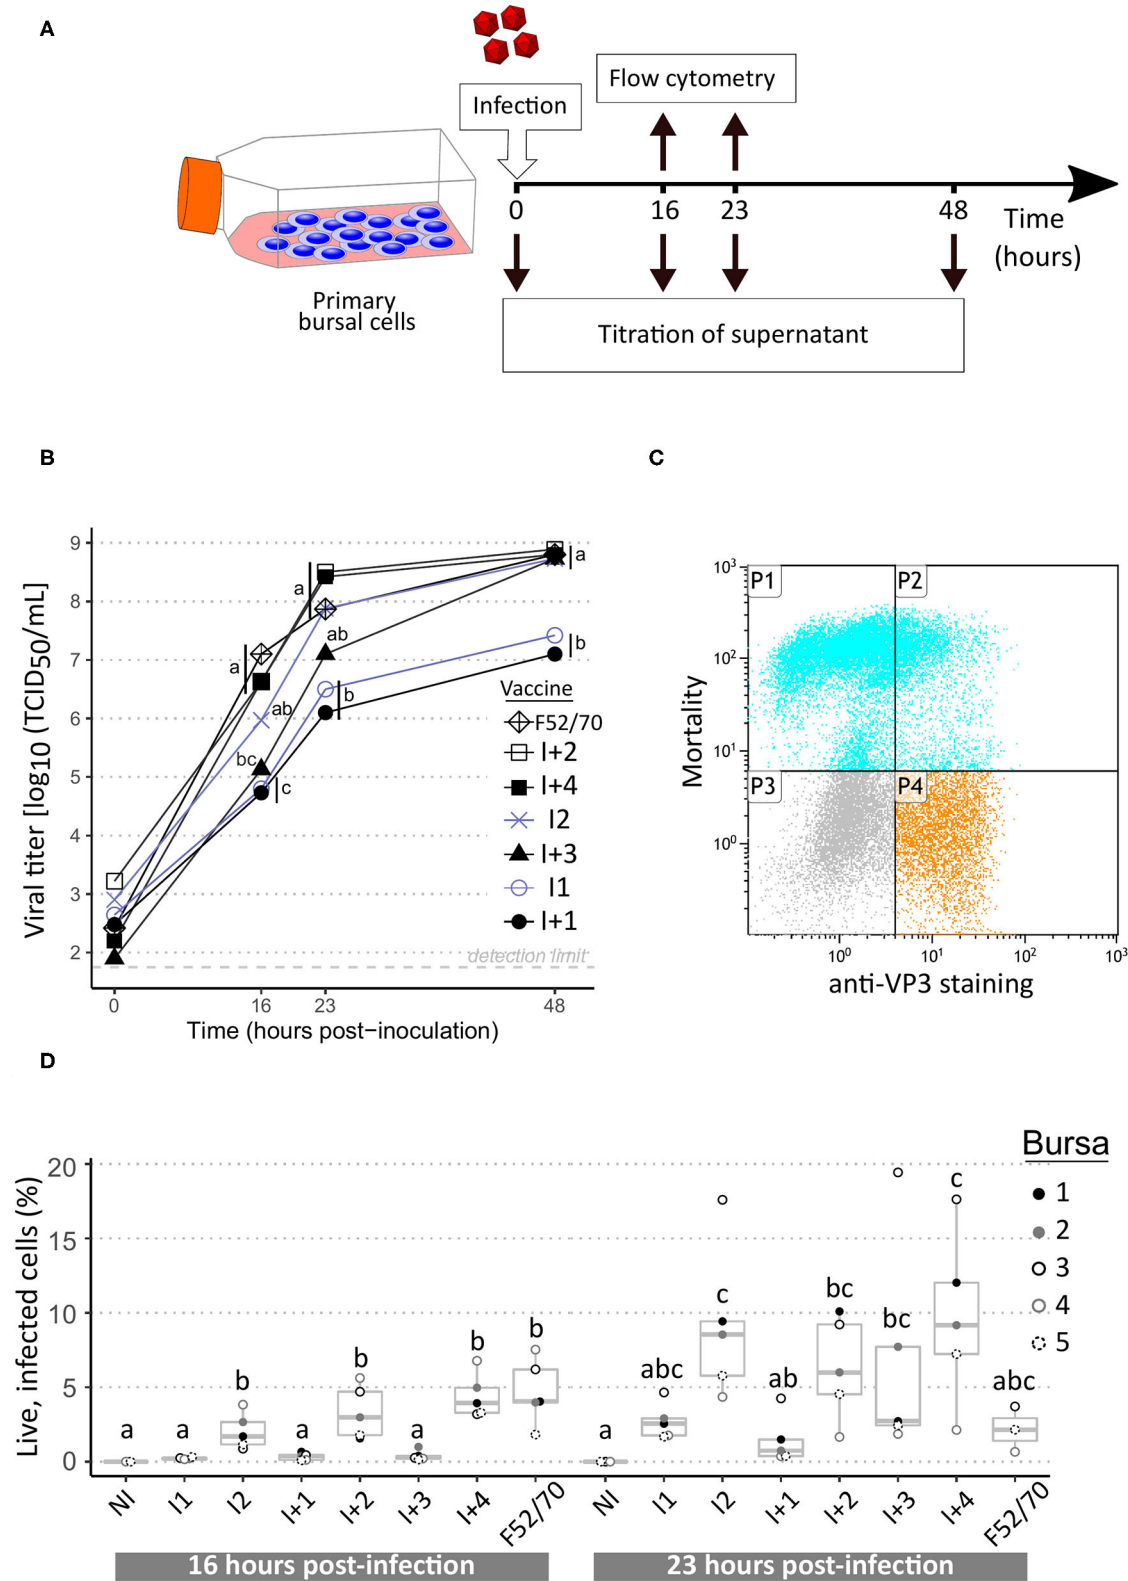 A
Infection
Flow cytometry
0 16 23 48 Time
(hours)
Primary
bursal cells
Titration of supernatant
B
Viral titer [log10 (TCID50/mL]
9
8
7
6
5
4
3
2
a
a
ab
bc
c
a
ab
b
a
b
Vaccine
F52/70
I+2
I+4
I2
I+3
I1
I+1
detection limit
0 16 23 48
Time (hours post−inoculation)
C
Mortality
10³
10²
10¹
10⁰
P1 P2
P3 P4
10⁰ 10¹ 10² 10³
anti-VP3 staining
D
Live, infected cells (%)
20
15
10
5
0
a a b a b a b b
a abc c ab bc bc c abc
Bursa
1
2
3
4
5
NI I1 I2 I+1 I+2 I+3 I+4 F52/70
NI I1 I2 I+1 I+2 I+3 I+4 F52/70
16 hours post-infection
23 hours post-infection